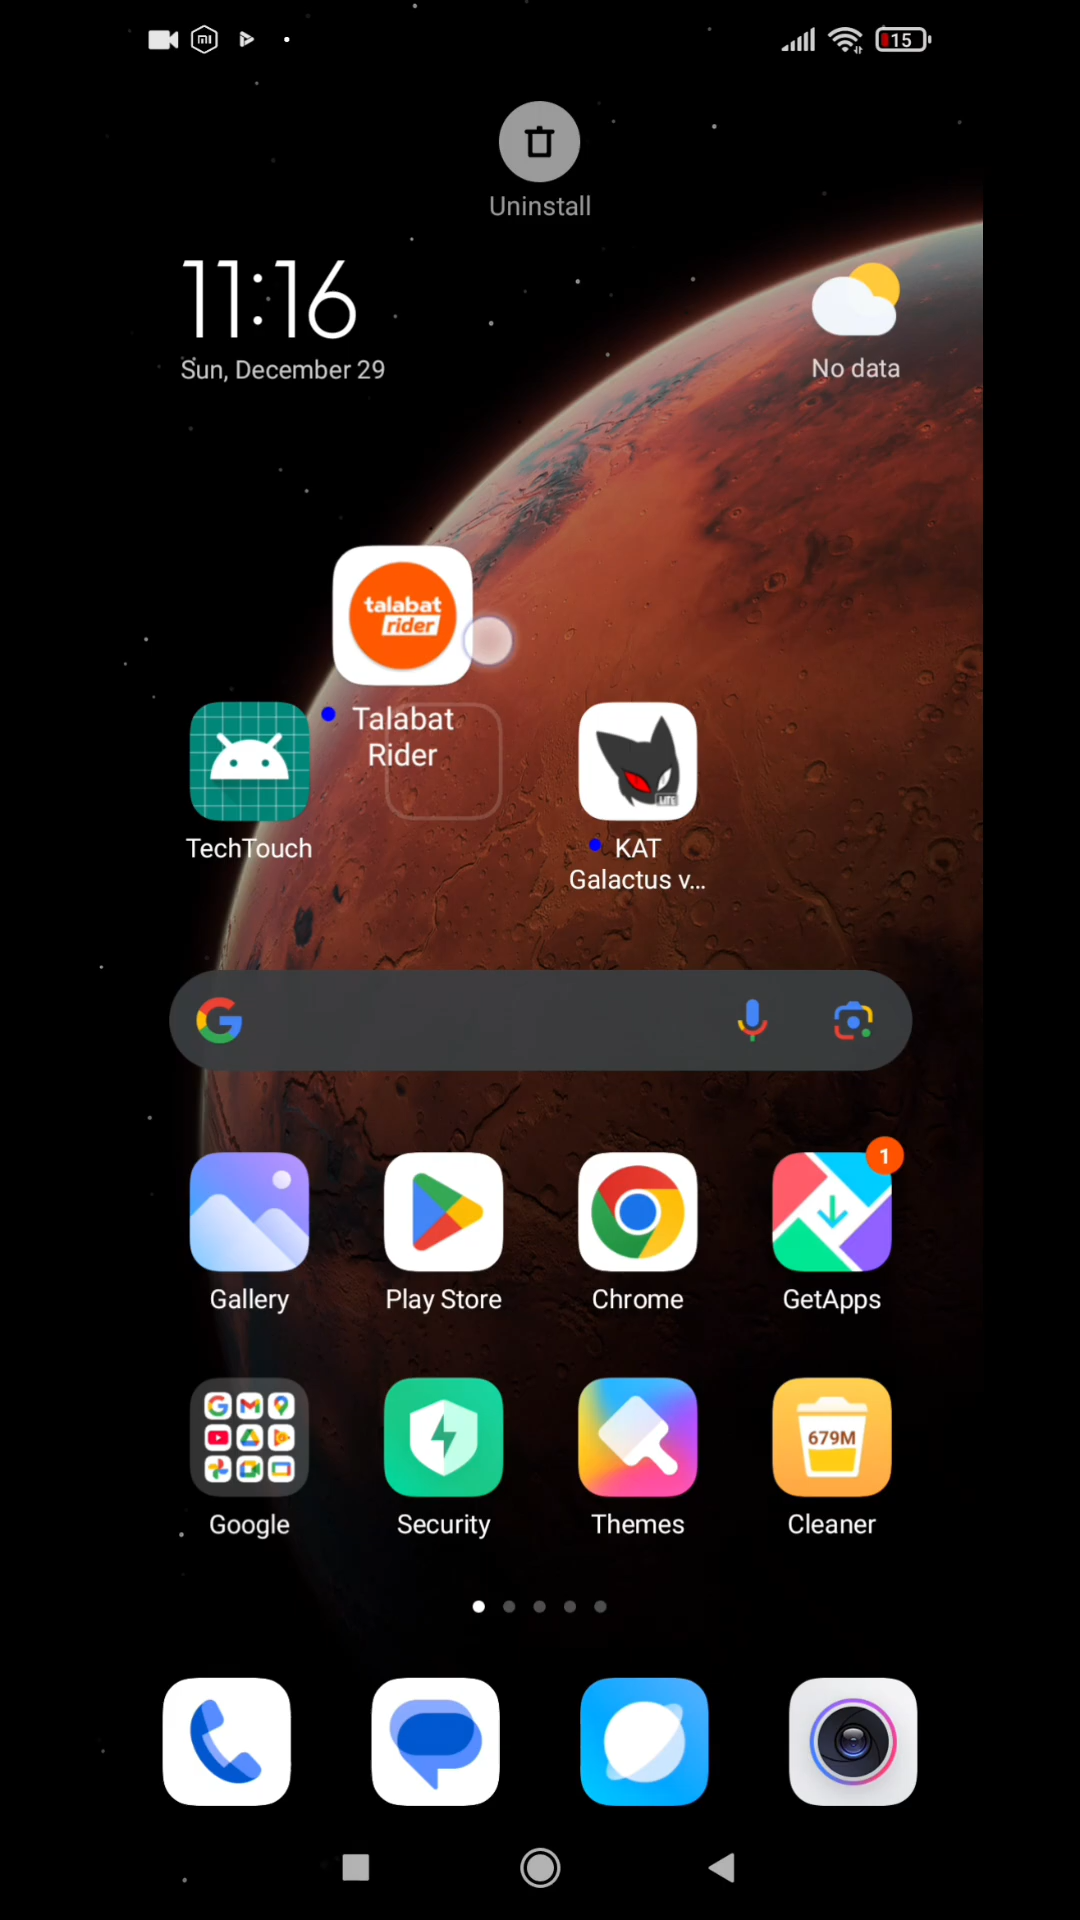 15
Uninstall
11:16
Sun, December 29
No data
talabat
rider
Talabat
Rider
TechTouch
LITE
KAT
Galactus v...
1
Gallery
Play Store
Chrome
GetApps
679M
Google
Security
Themes
Cleaner